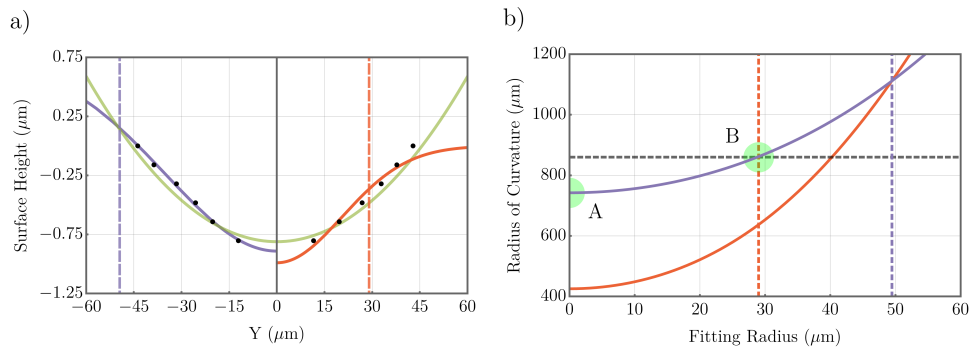 a)
0.75
0.25
−0.25
−0.75
−1.25
Surface Height (μm)
−60 −45 −30 −15 0 15 30 45 60
Y (μm)
b)
1200
1000
800
600
400
Radius of Curvature (μm)
B
A
0 10 20 30 40 50 60
Fitting Radius (μm)